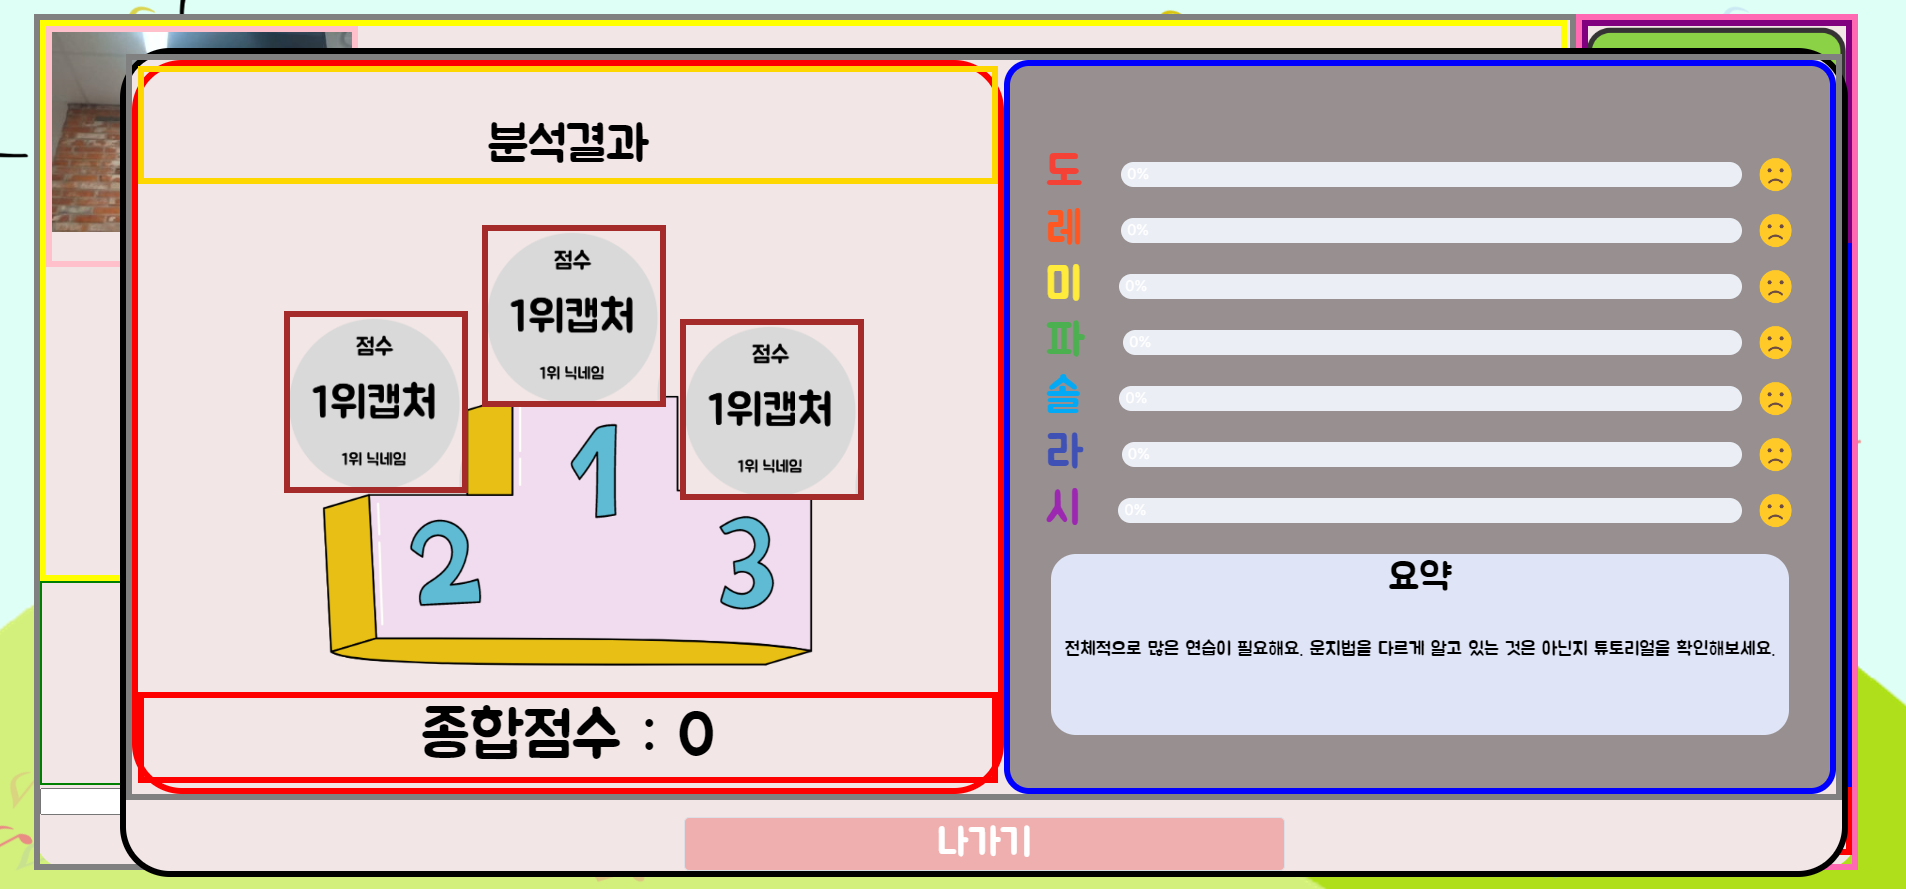 분석결과
점수
1위캡처
1위 닉네임
점수
1위캡처
1위 닉네임
점수
1위캡처
1위 닉네임
1
2
3
종합점수 : 0
도 0%
레 0%
미 0%
파 0%
솔 0%
라 0%
시 0%
요약
전체적으로 많은 연습이 필요해요. 운지법을 다르게 알고 있는 것은 아닌지 튜토리얼을 확인해보세요.
나가기